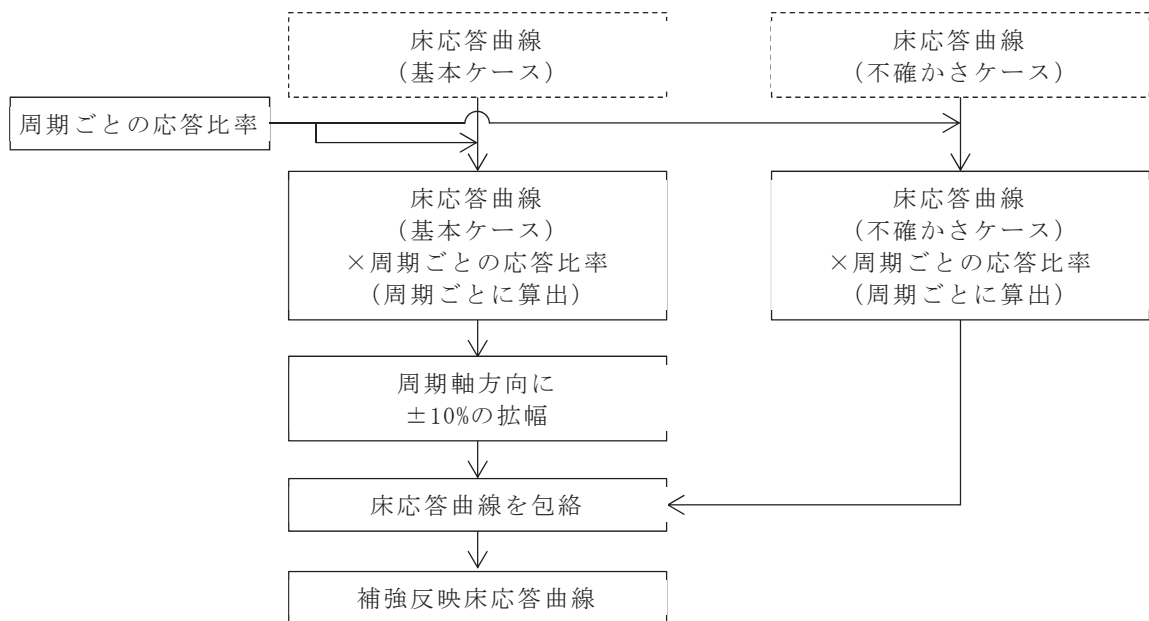 床応答曲線
(基本ケース)
床応答曲線
(不確かさケース)
周期ごとの応答比率
床応答曲線
(基本ケース)
×周期ごとの応答比率
(周期ごとに算出)
床応答曲線
(不確かさケース)
×周期ごとの応答比率
(周期ごとに算出)
周期軸方向に
±10%の拡幅
床応答曲線を包絡
補強反映床応答曲線